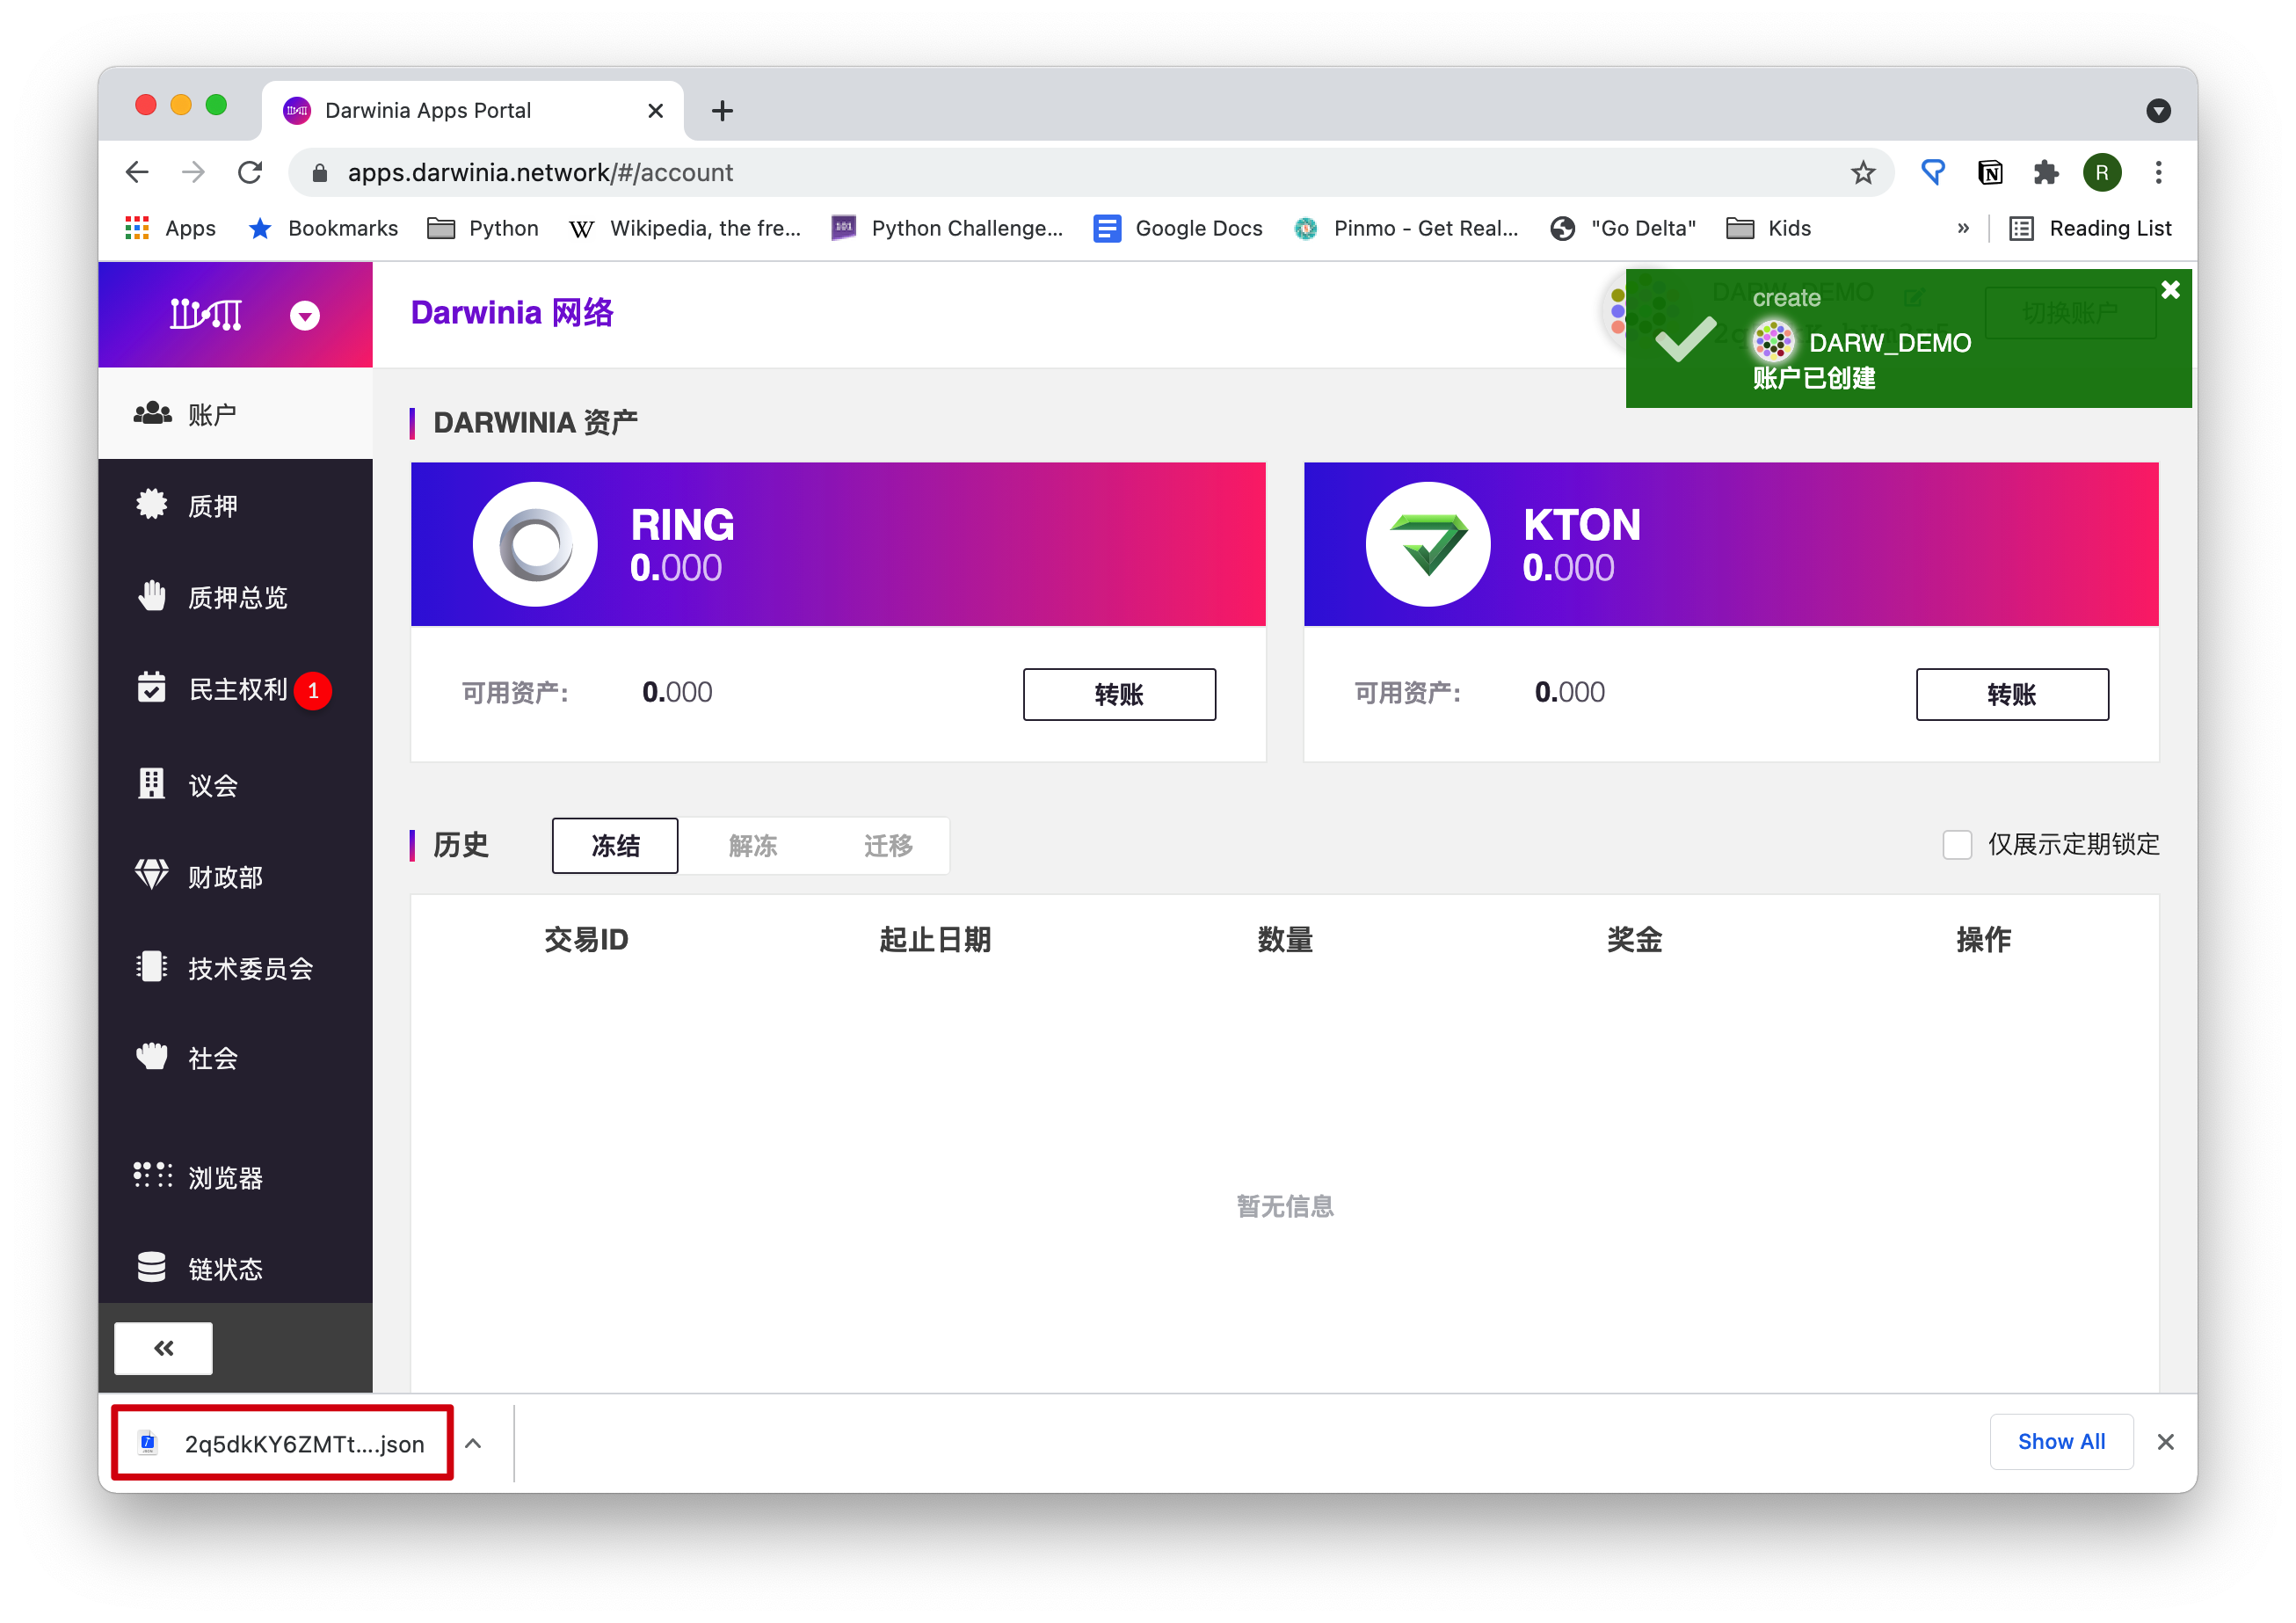 Darwinia Apps Portal
apps.darwinia.network/#/account
R
Apps
Bookmarks
Python
Wikipedia, the fre...
Python Challenge...
Google Docs
Pinmo - Get Real...
"Go Delta"
Kids
»
Reading List
Darwinia 网络
DARW_DEMO
切换账户
create
DARW_DEMO
账户已创建
账户
质押
质押总览
民主权利 1
议会
财政部
技术委员会
社会
浏览器
链状态
DARWINIA 资产
RING
0.000
可用资产:
0.000
转账
KTON
0.000
可用资产:
0.000
转账
历史
冻结
解冻
迁移
仅展示定期锁定
交易ID
起止日期
数量
奖金
操作
暂无信息
2q5dkKY6ZMTt....json
Show All